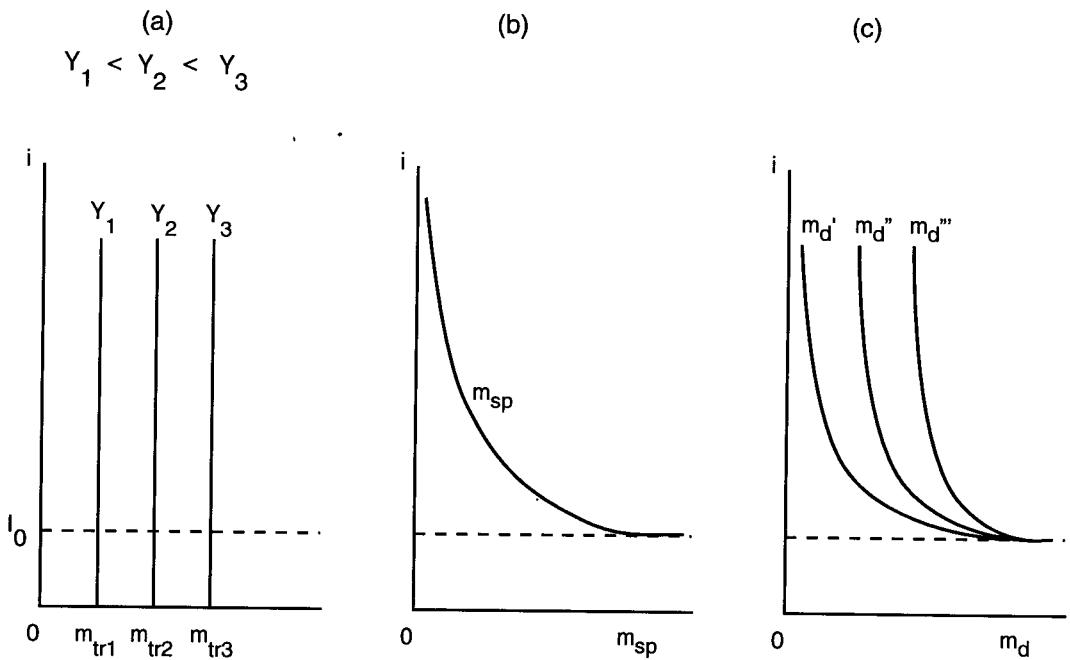 (a)
Y1 < Y2 < Y3
i
Y1 Y2 Y3
I0
0 mtr1 mtr2 mtr3
(b)
i
msp
0 msp
(c)
i
md' md'' md'''
0 md